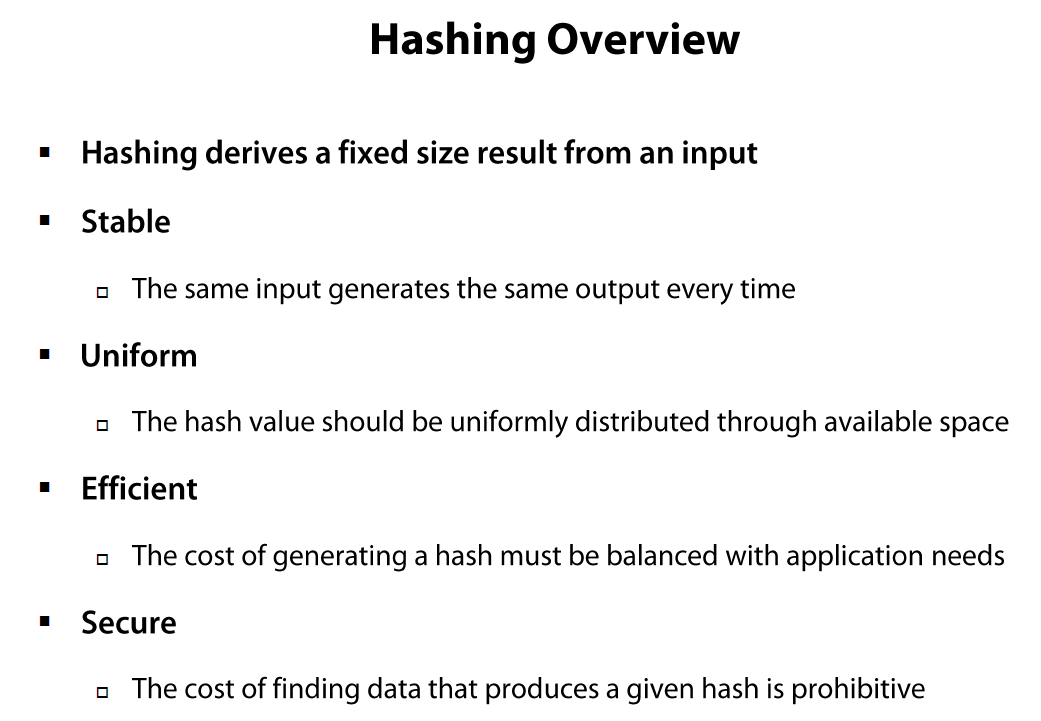 Hashing Overview
Hashing derives a fixed size result from an input
Stable
The same input generates the same output every time
Uniform
The hash value should be uniformly distributed through available space
Efficient
The cost of generating a hash must be balanced with application needs
Secure
The cost of finding data that produces a given hash is prohibitive